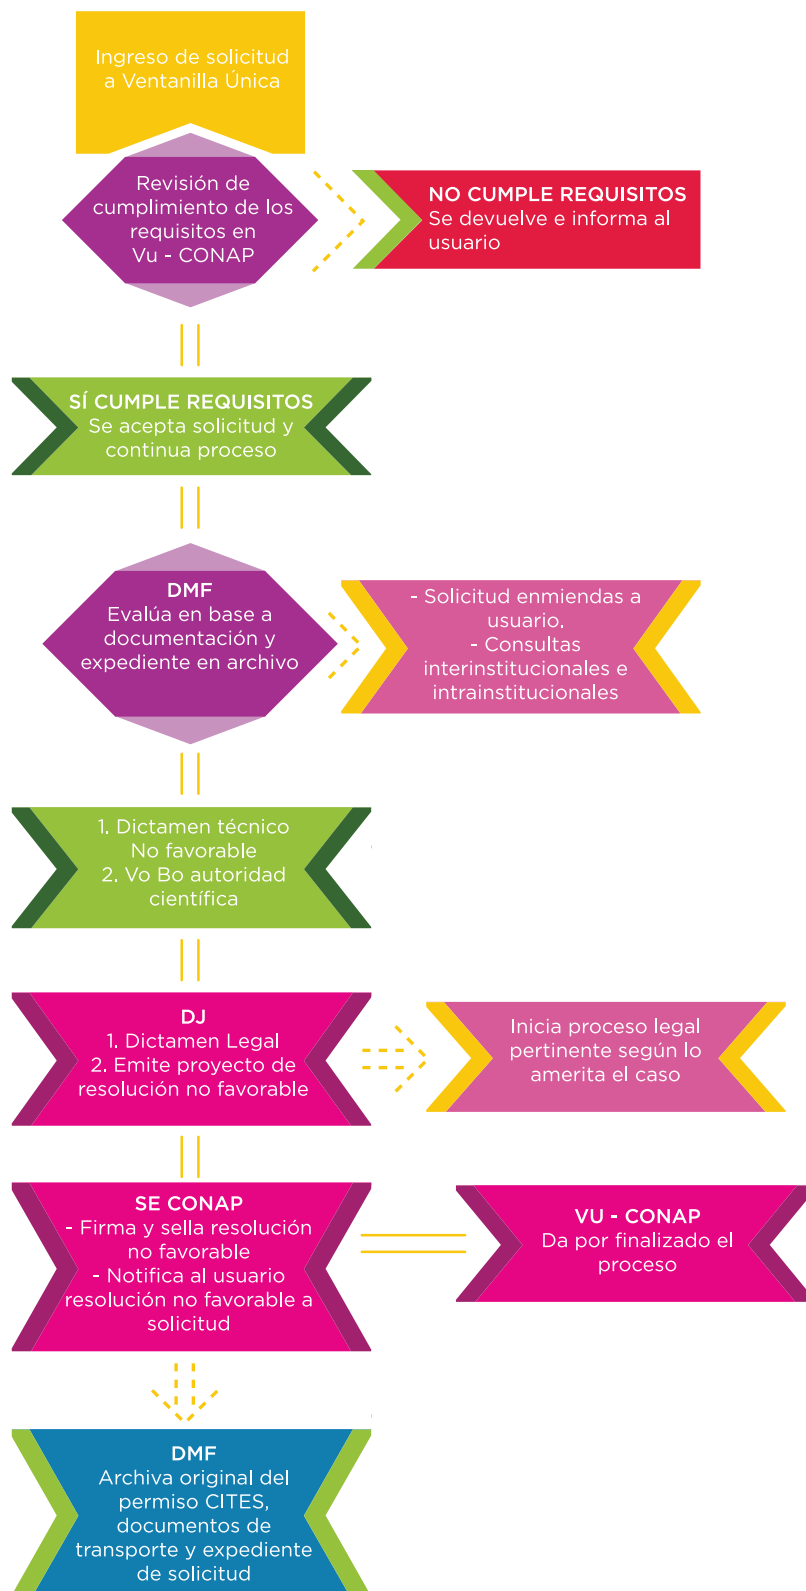 Ingreso de solicitud
a Ventanilla Única
Revisión de
cumplimiento de los
requisitos en
Vu - CONAP
NO CUMPLE REQUISITOS
Se devuelve e informa al
usuario
SÍ CUMPLE REQUISITOS
Se acepta solicitud y
continua proceso
DMF
Evalúa en base a
documentación y
expediente en archivo
- Solicitud enmiendas a
usuario.
- Consultas
interinstitucionales e
intrainstitucionales
1. Dictamen técnico
No favorable
2. Vo Bo autoridad
científica
DJ
1. Dictamen Legal
2. Emite proyecto de
resolución no favorable
Inicia proceso legal
pertinente según lo
amerita el caso
SE CONAP
- Firma y sella resolución
no favorable
- Notifica al usuario
resolución no favorable a
solicitud
VU - CONAP
Da por finalizado el
proceso
DMF
Archiva original del
permiso CITES,
documentos de
transporte y expediente
de solicitud